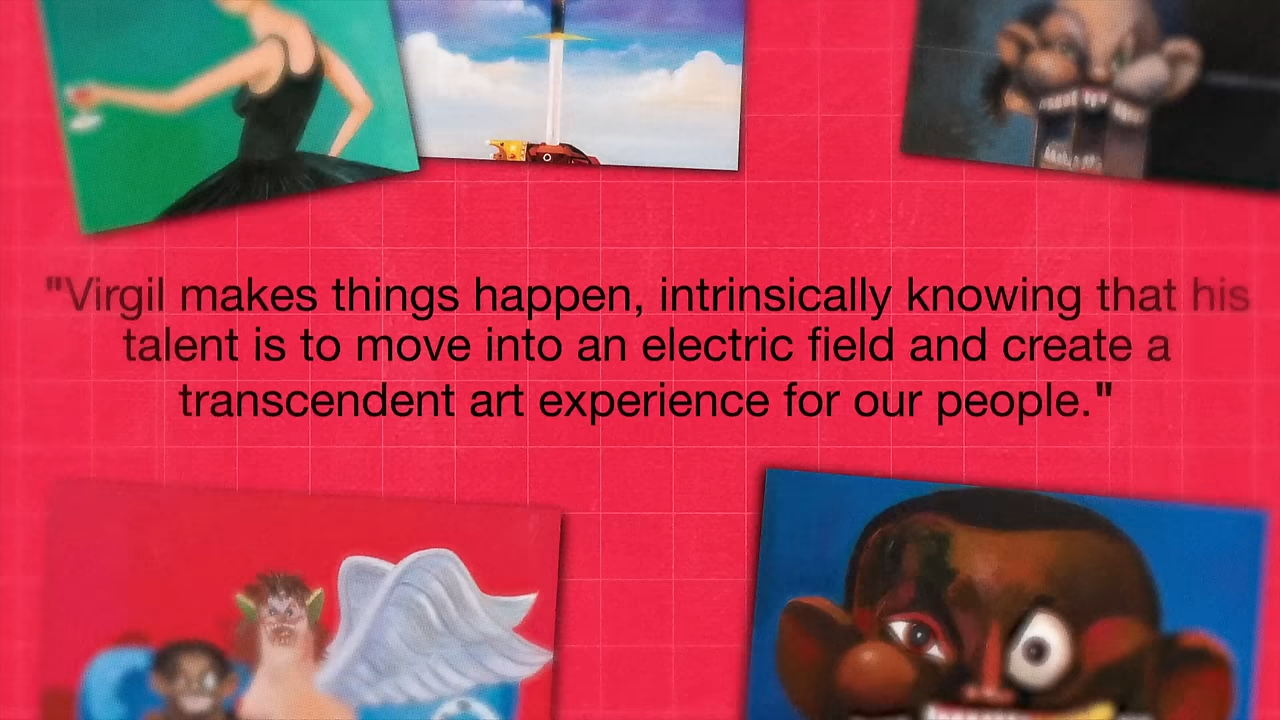 "Virgil makes things happen, intrinsically knowing that his
talent is to move into an electric field and create a
transcendent art experience for our people."